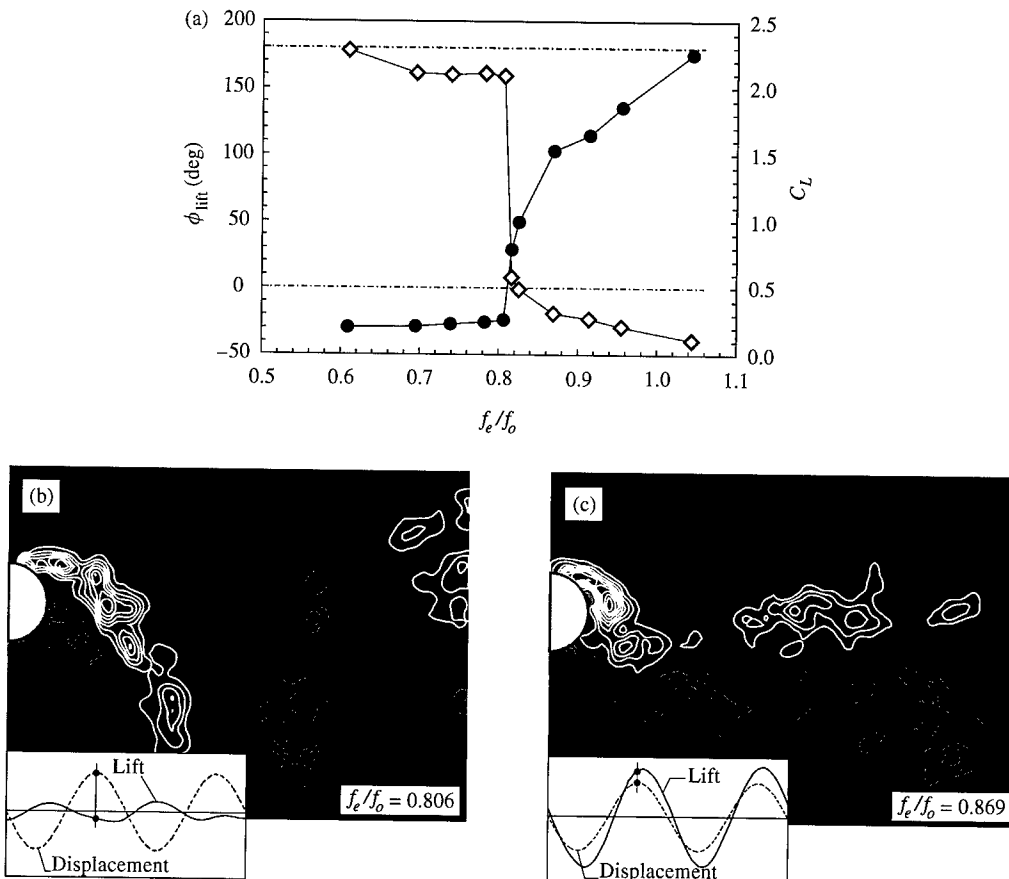 (a)
200
150
100
50
0
−50
ϕlift (deg)
2.5
2.0
1.5
1.0
0.5
0.0
CL
0.5 0.6 0.7 0.8 0.9 1.0 1.1
fe/fo
(b)
Lift
Displacement
fe/fo = 0.806
(c)
Lift
Displacement
fe/fo = 0.869